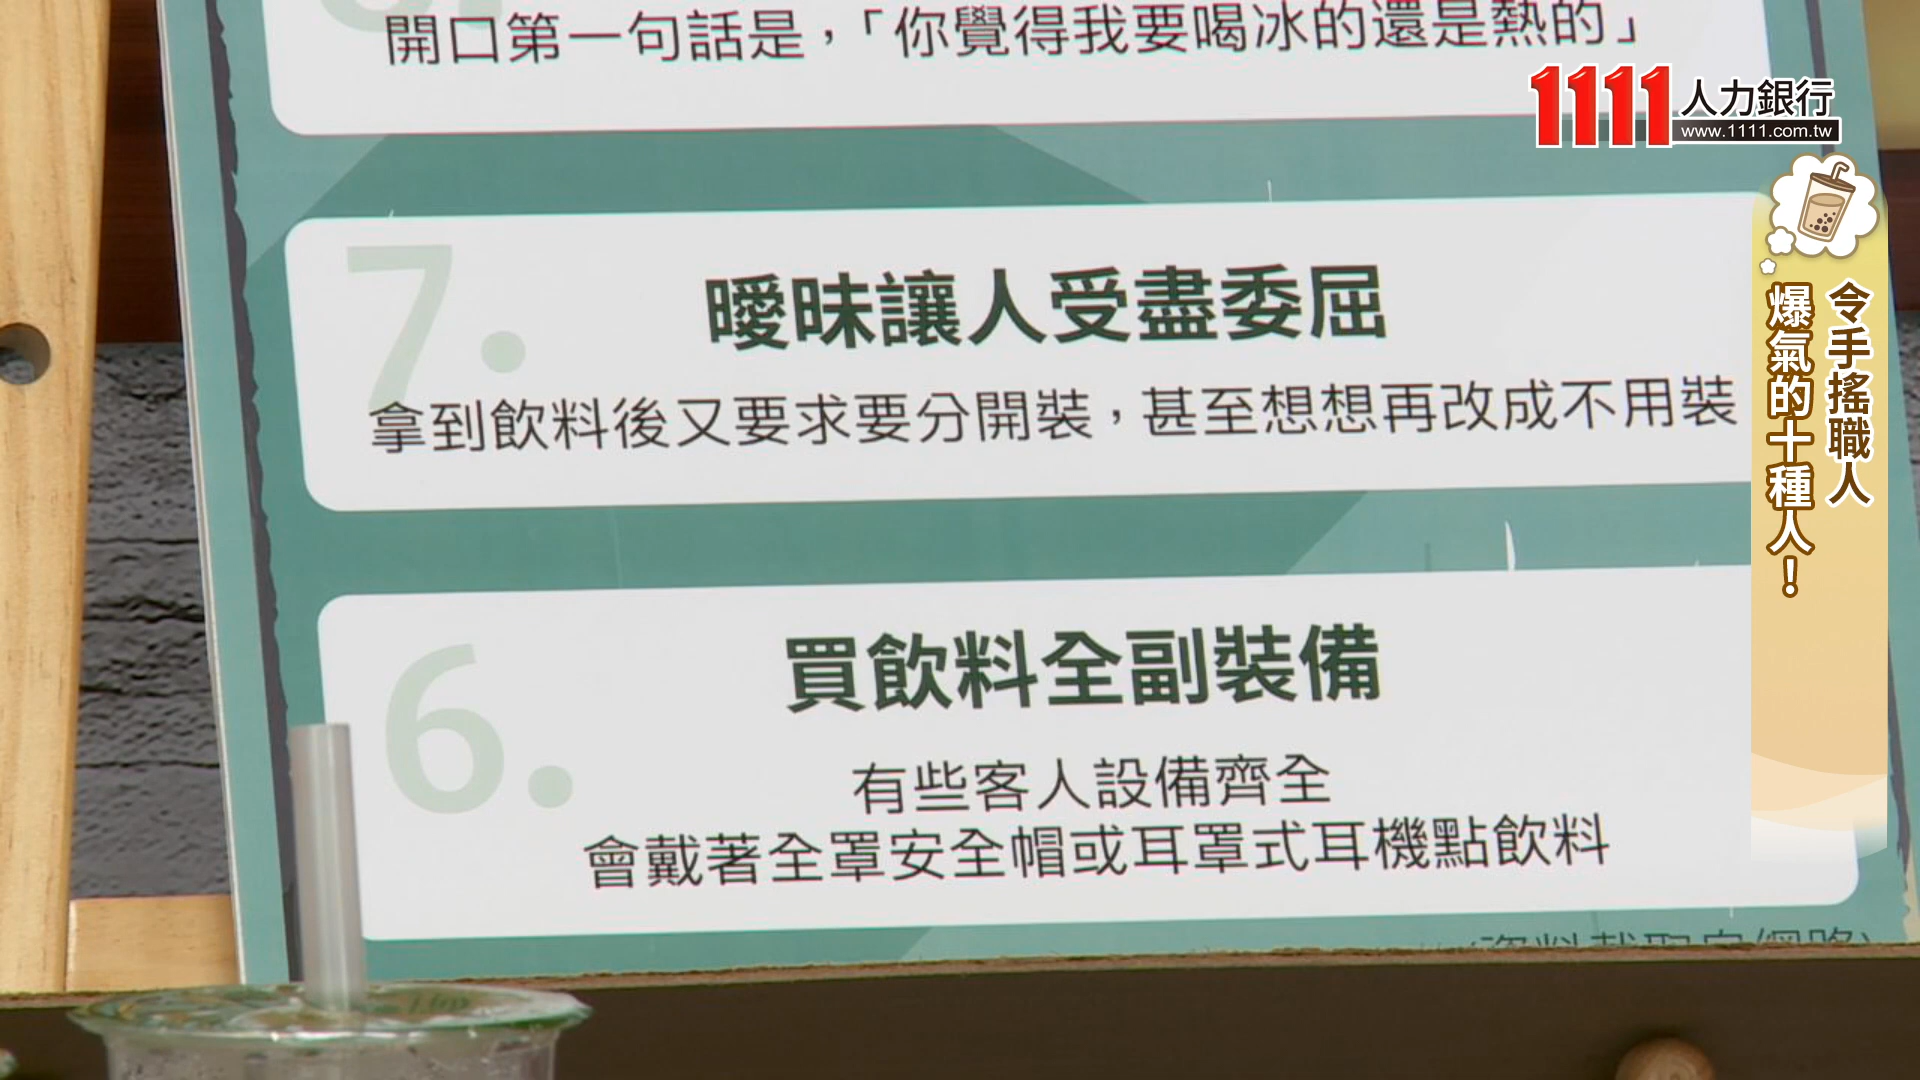 開口第一句話是，「你覺得我要喝冰的還是熱的」
1111人力銀行
www.1111.com.tw
7.
曖昧讓人受盡委屈
拿到飲料後又要求要分開裝，甚至想想再改成不用裝
6.
買飲料全副裝備
有些客人設備齊全
會戴著全罩安全帽或耳罩式耳機點飲料
令手搖職人
爆氣的十種人！